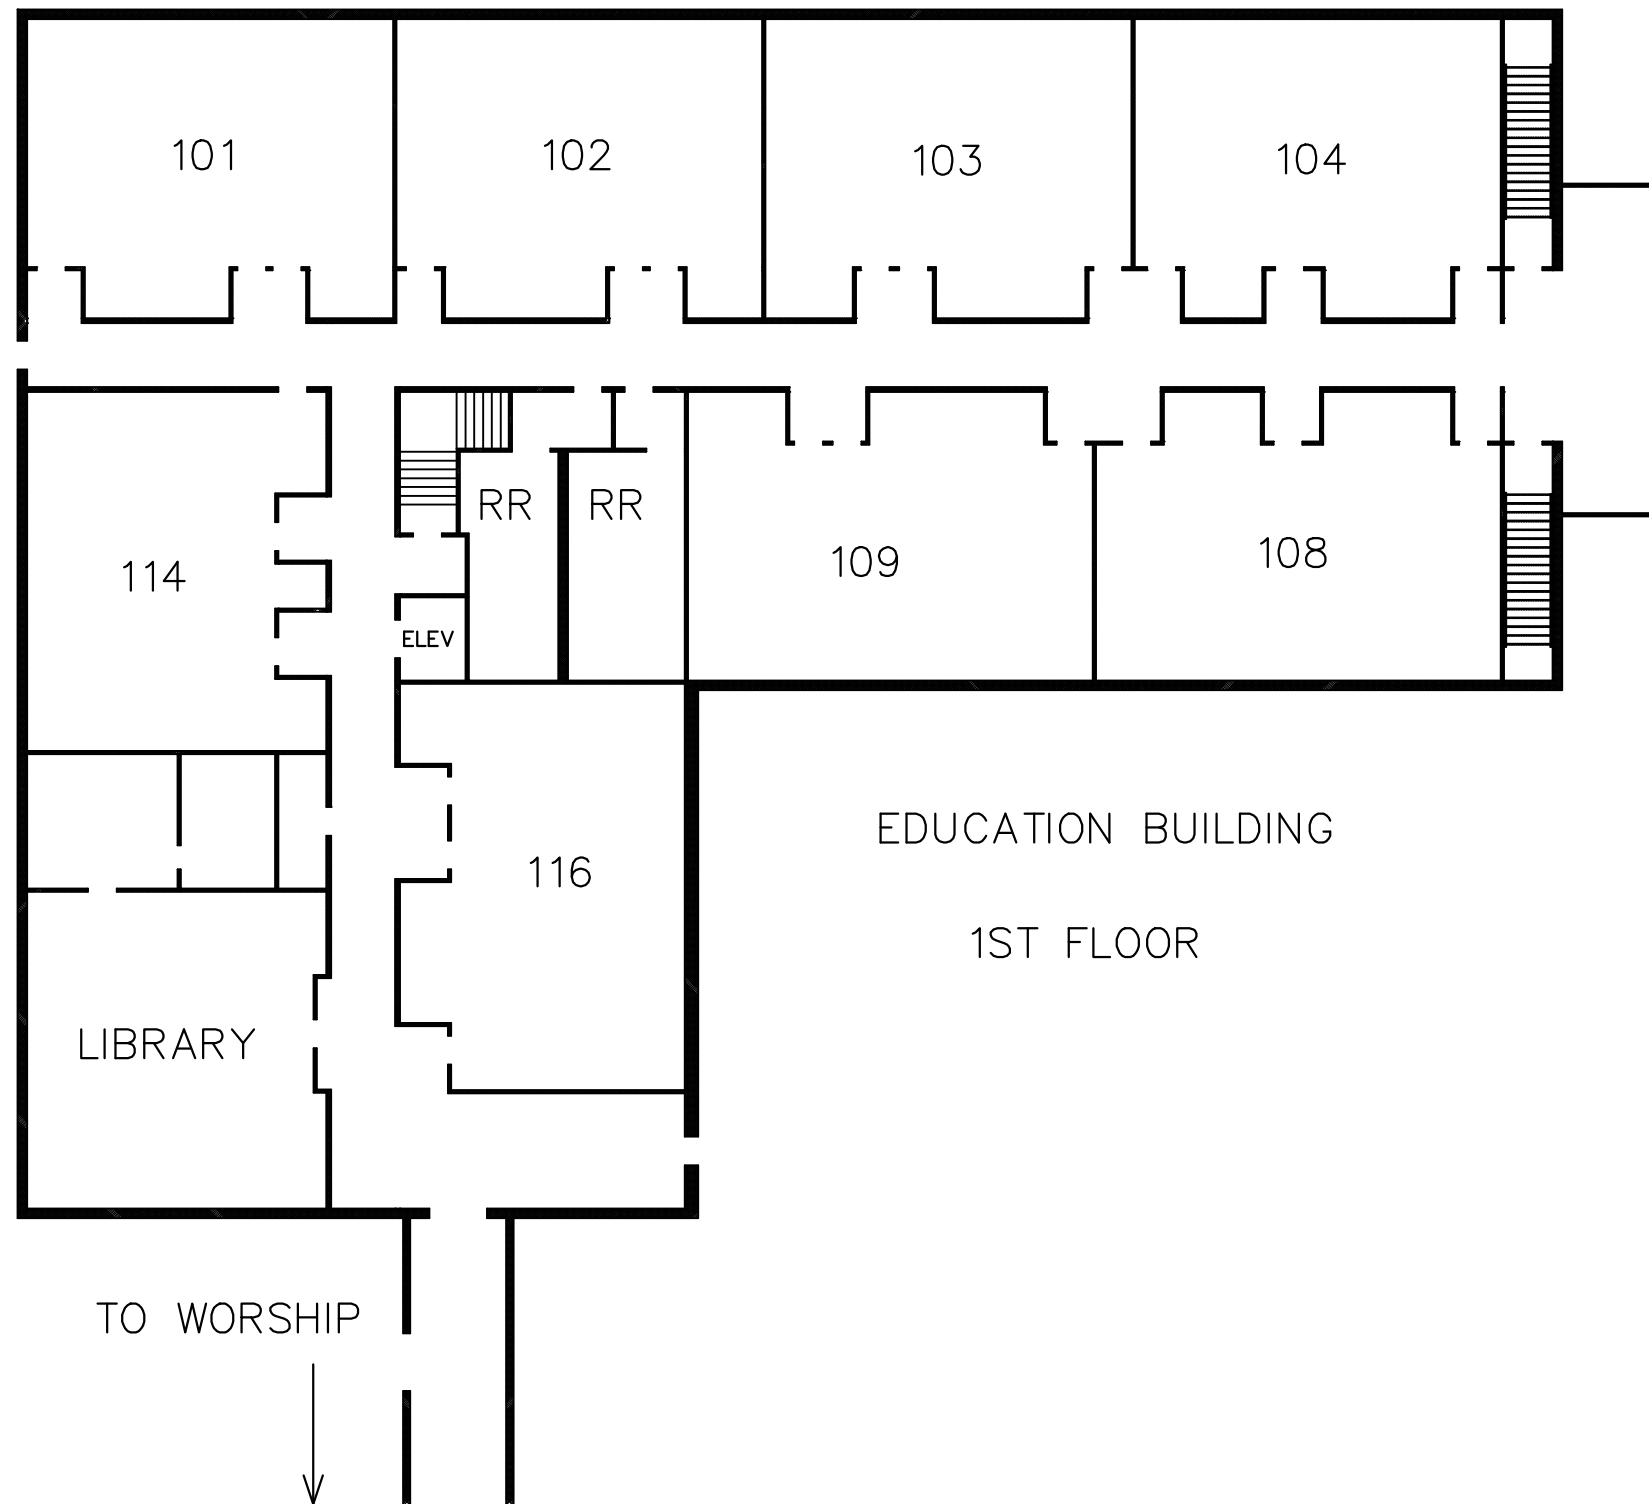 101
102
103
104
RR
RR
114
109
108
ELEV
116
EDUCATION BUILDING
1ST FLOOR
LIBRARY
TO WORSHIP